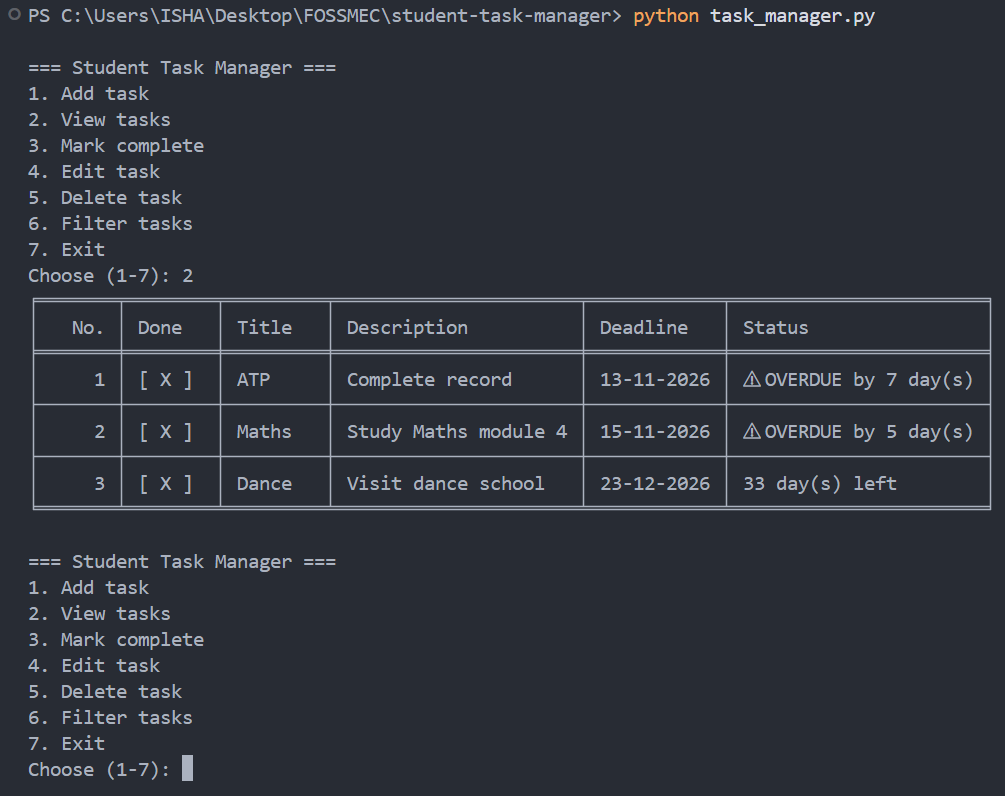 PS C:\Users\ISHA\Desktop\FOSSMEC\student-task-manager> python task_manager.py
=== Student Task Manager ===
1. Add task
2. View tasks
3. Mark complete
4. Edit task
5. Delete task
6. Filter tasks
7. Exit
Choose (1-7): 2
No. Done Title Description Deadline Status
1 [ X ] ATP Complete record 13-11-2026 ⚠OVERDUE by 7 day(s)
2 [ X ] Maths Study Maths module 4 15-11-2026 ⚠OVERDUE by 5 day(s)
3 [ X ] Dance Visit dance school 23-12-2026 33 day(s) left
=== Student Task Manager ===
1. Add task
2. View tasks
3. Mark complete
4. Edit task
5. Delete task
6. Filter tasks
7. Exit
Choose (1-7):